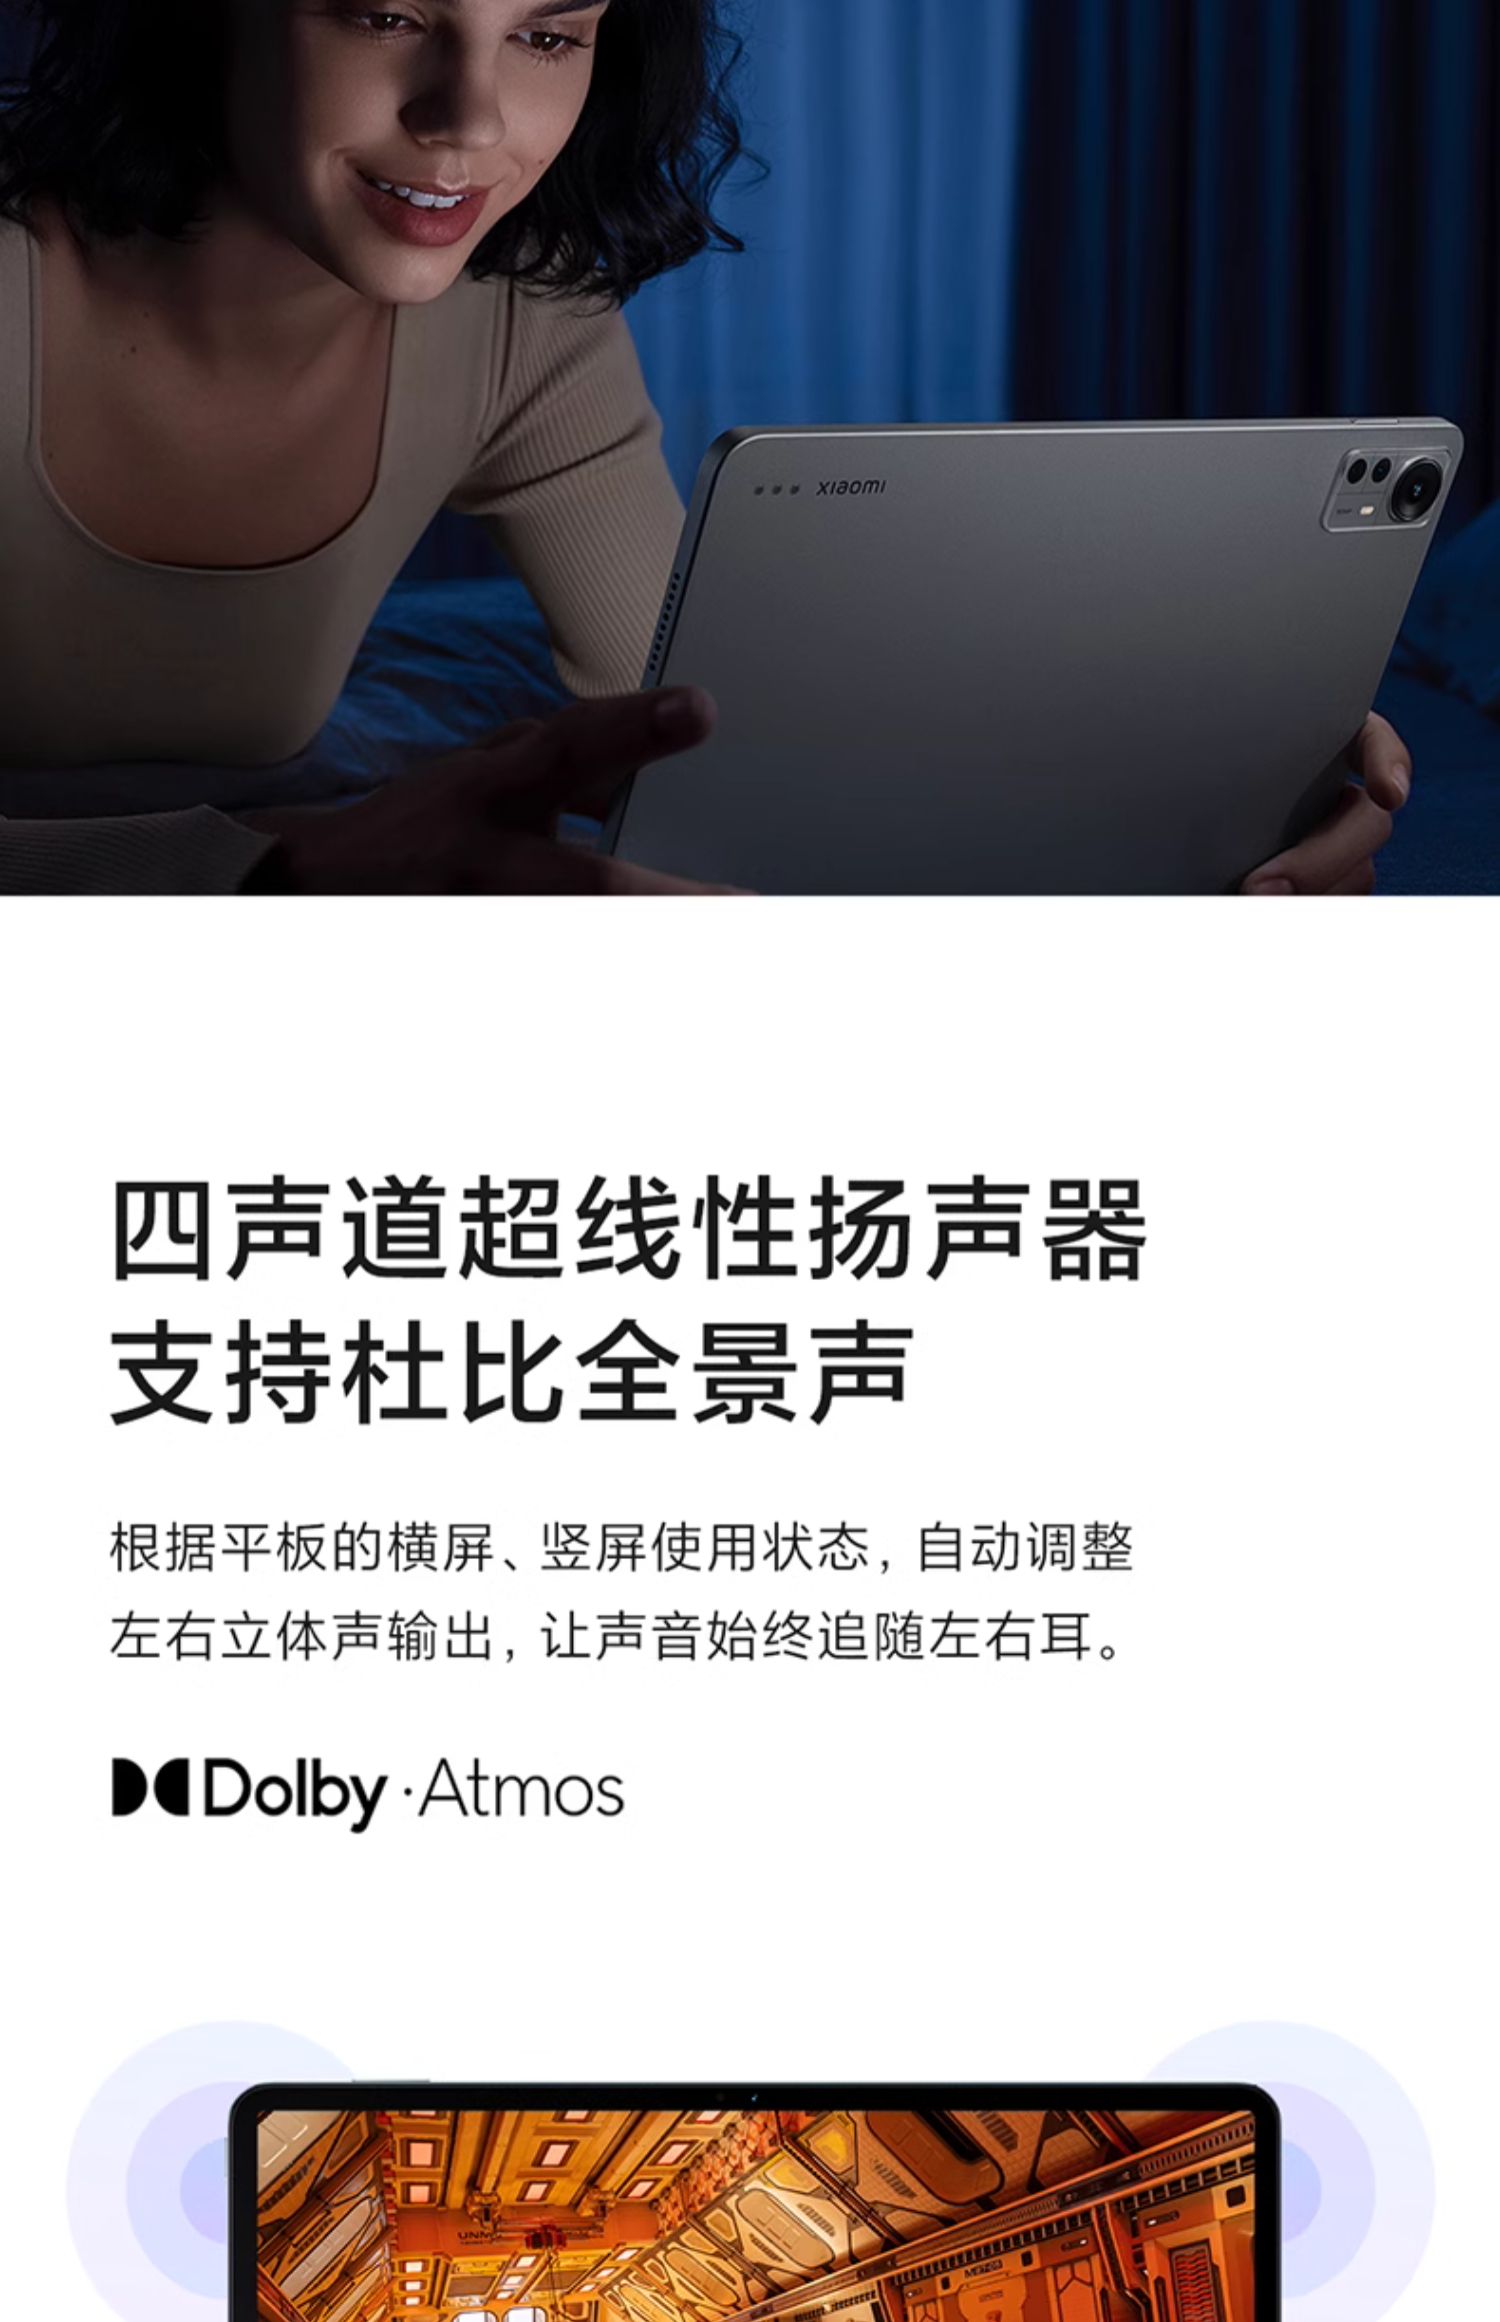 xiaomi
四声道超线性扬声器
支持杜比全景声
根据平板的横屏、竖屏使用状态，自动调整
左右立体声输出，让声音始终追随左右耳。
Dolby·Atmos